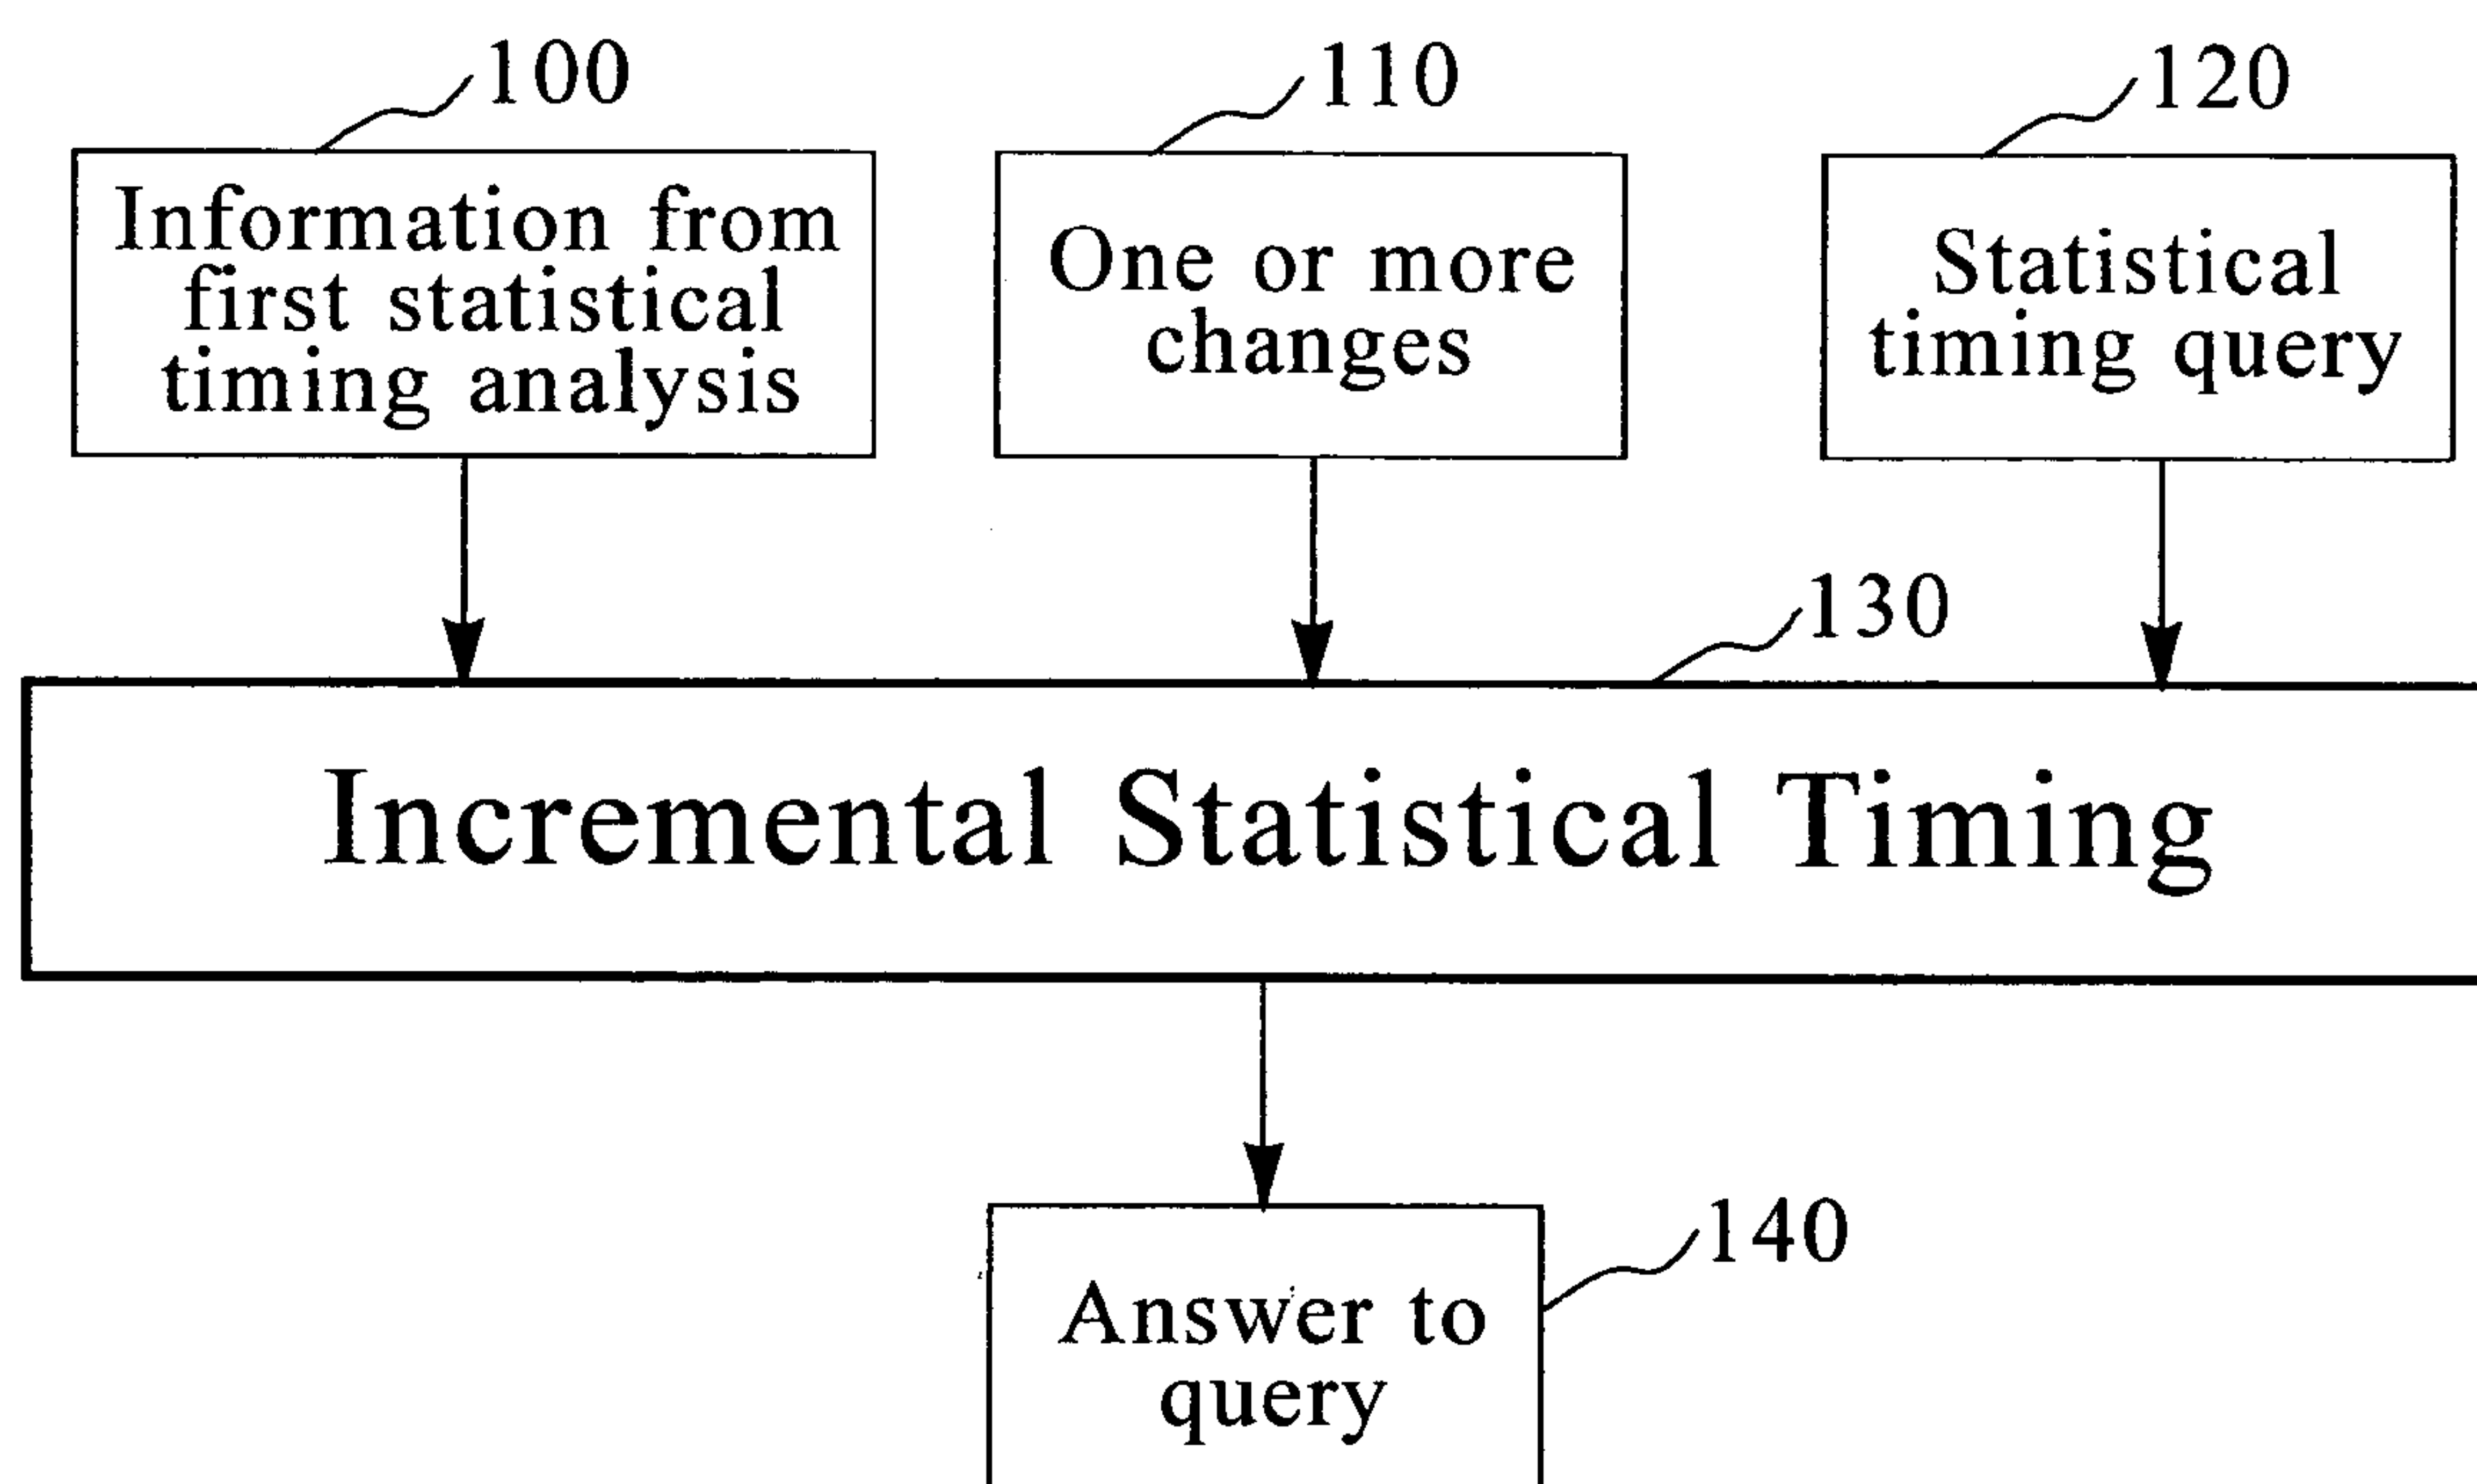 100
110
120
Information from
first statistical
timing analysis
One or more
changes
Statistical
timing query
130
Incremental Statistical Timing
140
Answer to
query